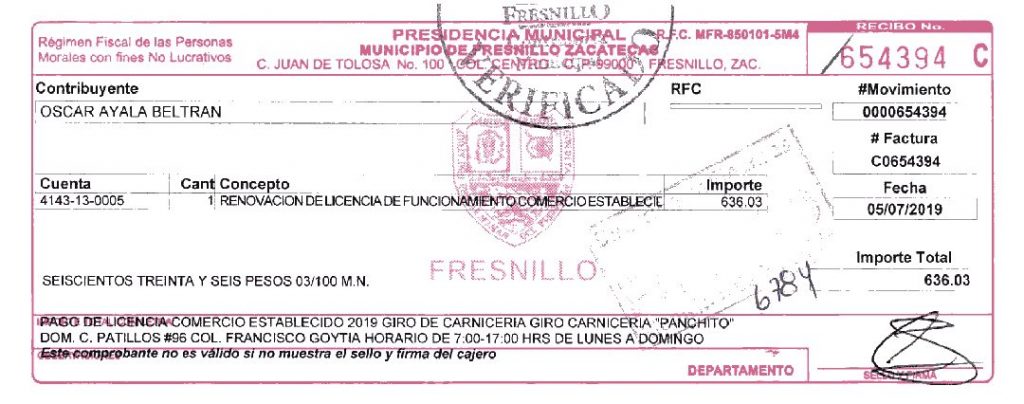 FRESNILLO
Régimen Fiscal de las Personas
Morales con fines No Lucrativos
PRESIDENCIA MUNICIPAL R.F.C. MFR-850101-5M4
MUNICIPIO DE FRESNILLO ZACATECAS
C. JUAN DE TOLOSA No. 100 COL. CENTRO C.P. 99000 FRESNILLO, ZAC.
VERIFICADO
RECIBO No.
654394 C
Contribuyente
OSCAR AYALA BELTRAN
RFC
#Movimiento
0000654394
# Factura
C0654394
Fecha
05/07/2019
Cuenta Cant Concepto Importe
4143-13-0005 1 RENOVACION DE LICENCIA DE FUNCIONAMIENTO COMERCIO ESTABLECI 636.03
FRESNILLO
Importe Total
636.03
SEISCIENTOS TREINTA Y SEIS PESOS 03/100 M.N.
6784
PAGO DE LICENCIA COMERCIO ESTABLECIDO 2019 GIRO DE CARNICERIA GIRO CARNICERIA "PANCHITO"
DOM. C. PATILLOS #96 COL. FRANCISCO GOYTIA HORARIO DE 7:00-17:00 HRS DE LUNES A DOMINGO
Este comprobante no es válido si no muestra el sello y firma del cajero
DEPARTAMENTO
SELLO Y FIRMA